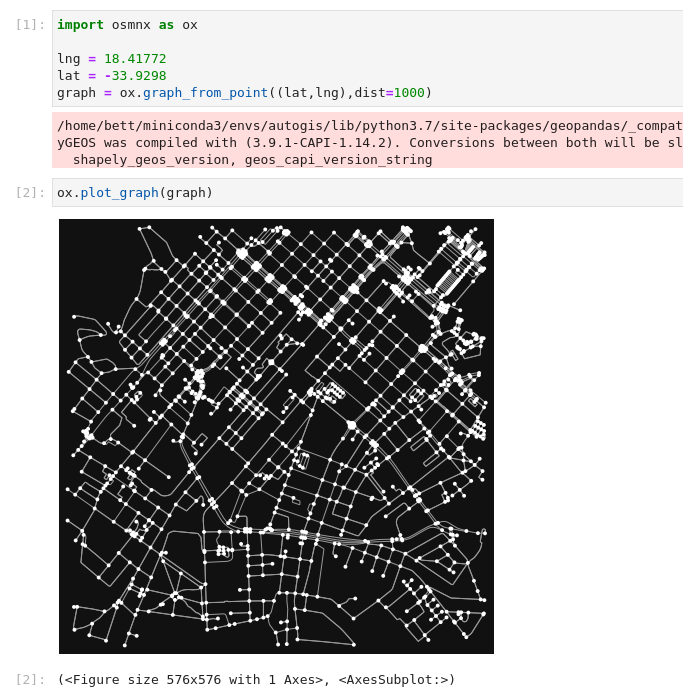 [1]: import osmnx as ox
lng = 18.41772
lat = -33.9298
graph = ox.graph_from_point((lat,lng),dist=1000)
/home/bett/miniconda3/envs/autogis/lib/python3.7/site-packages/geopandas/_compat
yGEOS was compiled with (3.9.1-CAPI-1.14.2). Conversions between both will be sl
shapely_geos_version, geos_capi_version_string
[2]: ox.plot_graph(graph)
[2]: (<Figure size 576x576 with 1 Axes>, <AxesSubplot:>)